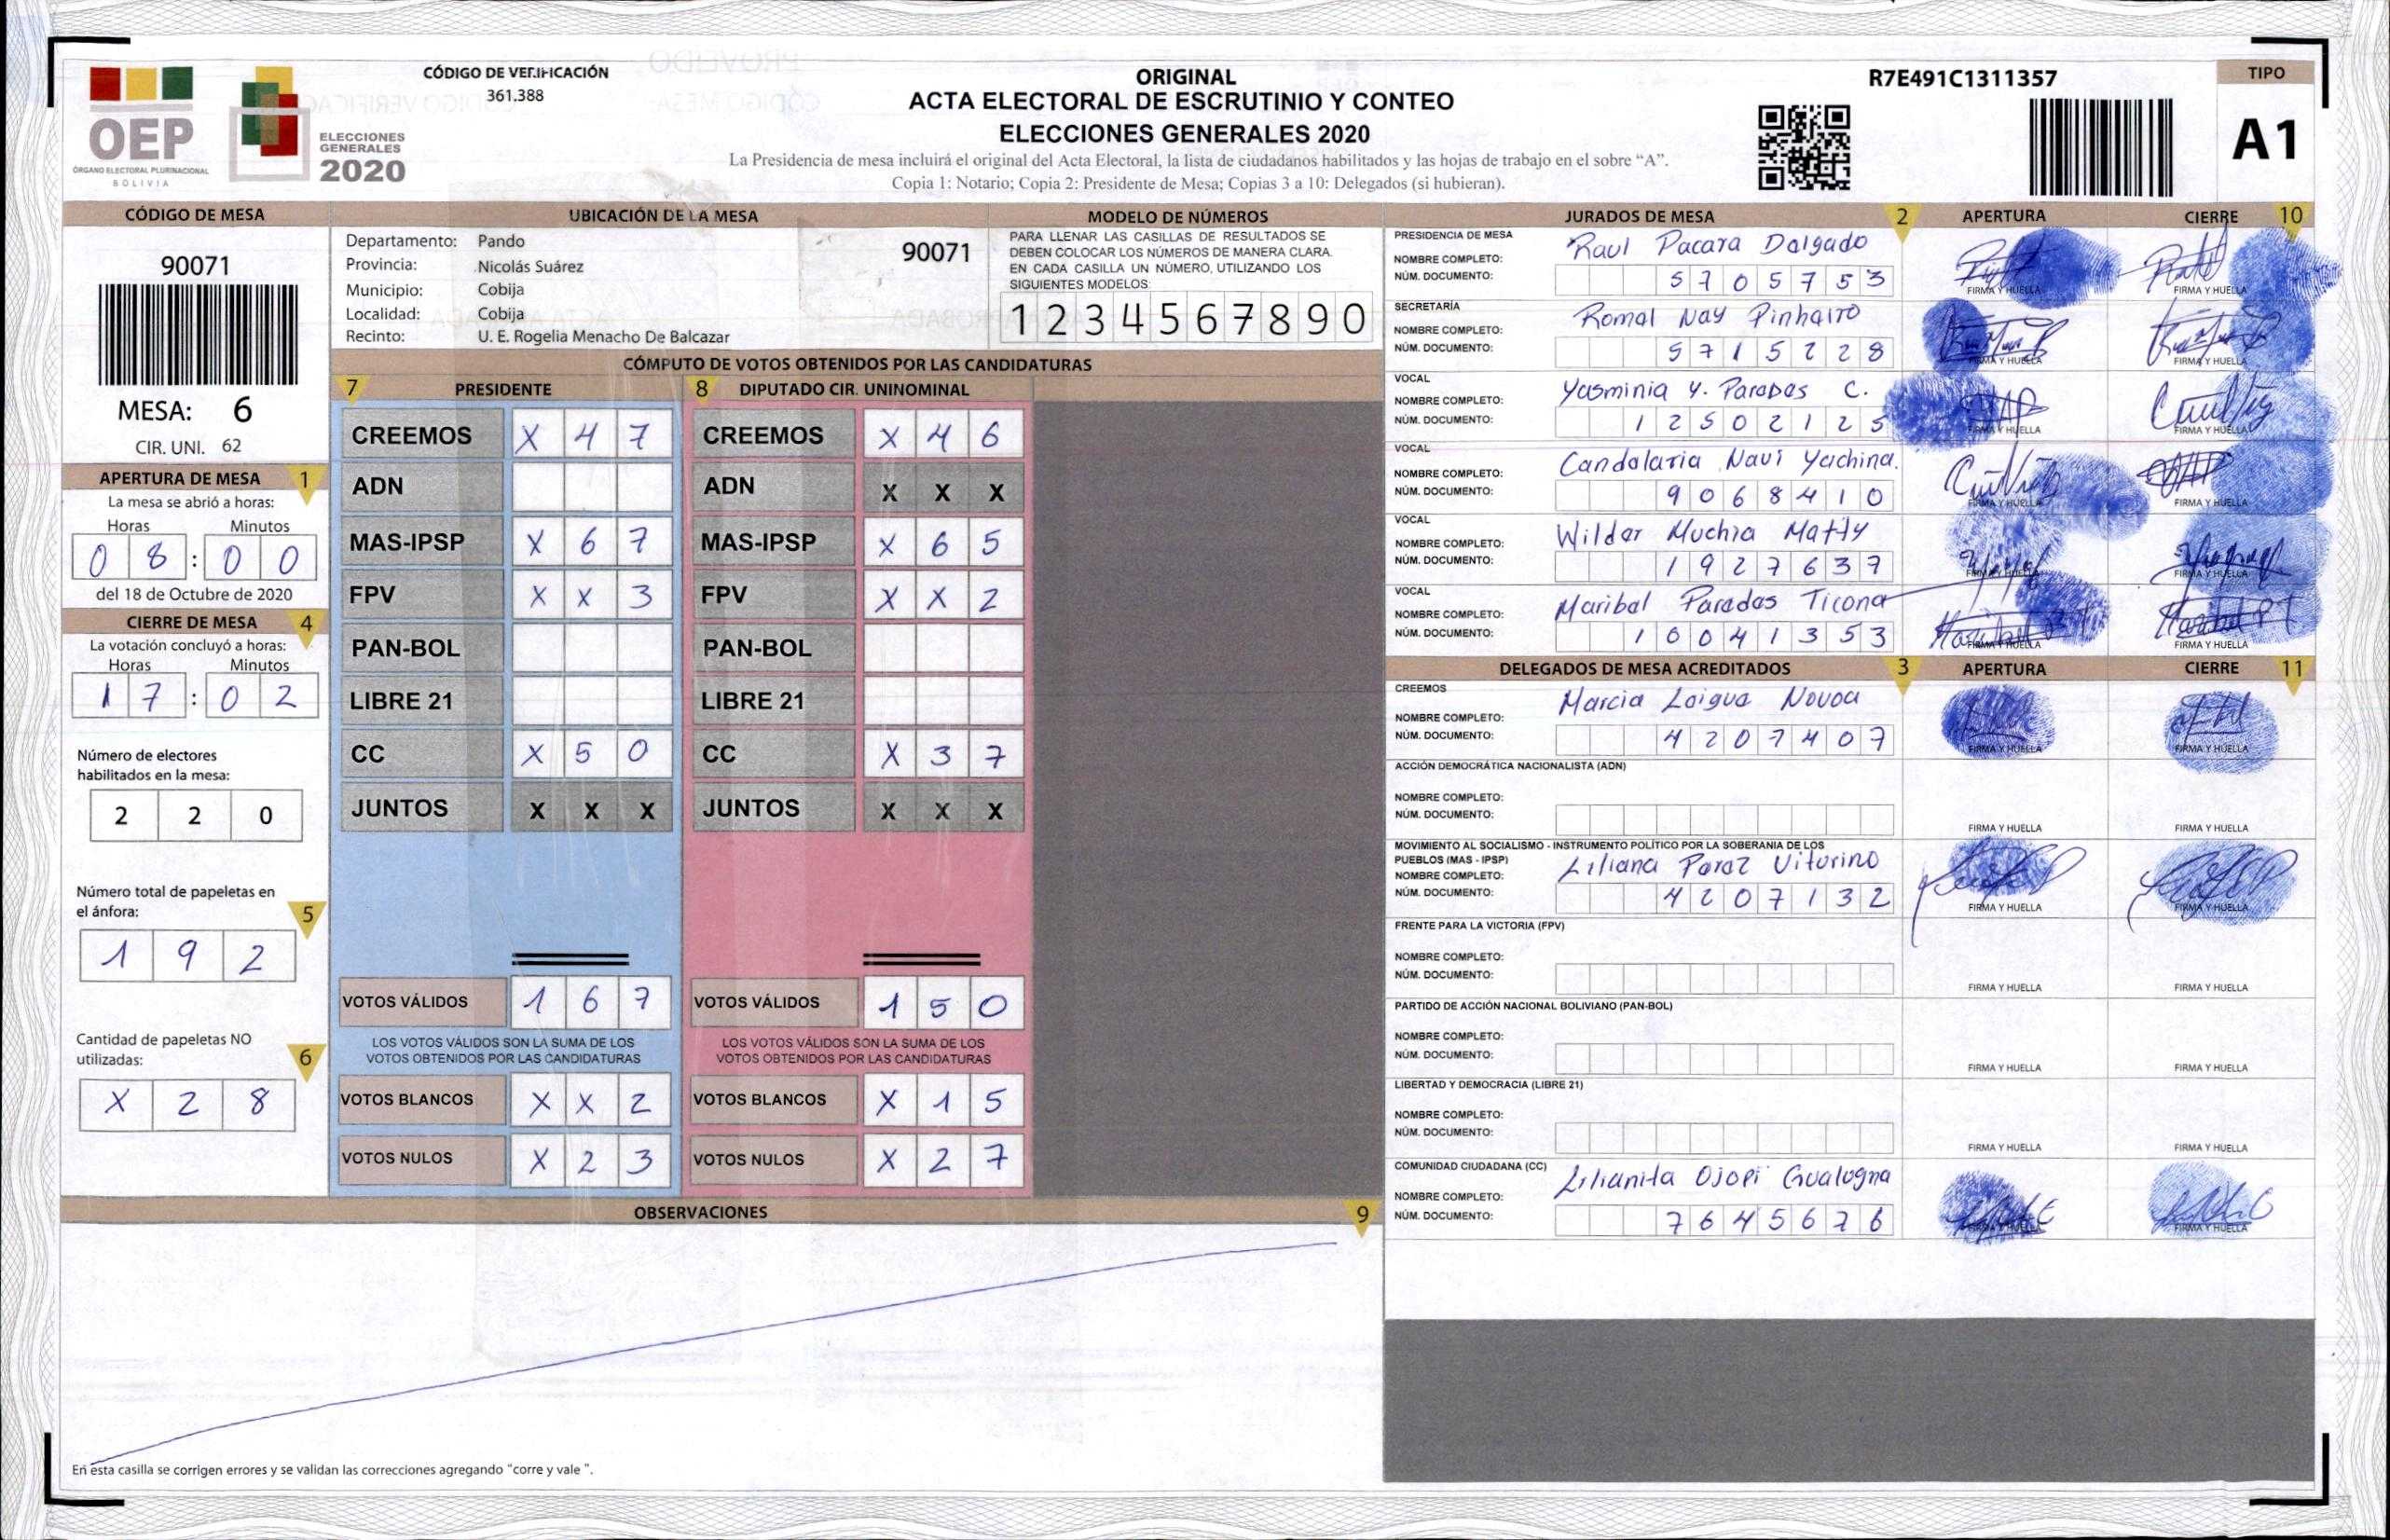 OEP
ÓRGANO ELECTORAL PLURINACIONAL
BOLIVIA
ELECCIONES
GENERALES
2020
CÓDIGO DE VERIFICACIÓN
361.388
ORIGINAL
ACTA ELECTORAL DE ESCRUTINIO Y CONTEO
ELECCIONES GENERALES 2020
La Presidencia de mesa incluirá el original del Acta Electoral, la lista de ciudadanos habilitados y las hojas de trabajo en el sobre “A”.
Copia 1: Notario; Copia 2: Presidente de Mesa; Copias 3 a 10: Delegados (si hubieran).
R7E491C1311357
TIPO
A1
CÓDIGO DE MESA
90071
MESA: 6
CIR. UNI. 62
APERTURA DE MESA 1
La mesa se abrió a horas:
Horas Minutos
0 8 : 0 0
del 18 de Octubre de 2020
CIERRE DE MESA 4
La votación concluyó a horas:
Horas Minutos
1 7 : 0 2
Número de electores
habilitados en la mesa:
2 2 0
Número total de papeletas en
el ánfora: 5
1 9 2
Cantidad de papeletas NO
utilizadas: 6
X 2 8
UBICACIÓN DE LA MESA
Departamento: Pando
Provincia: Nicolás Suárez
Municipio: Cobija
Localidad: Cobija
Recinto: U. E. Rogelia Menacho De Balcazar
90071
MODELO DE NÚMEROS
PARA LLENAR LAS CASILLAS DE RESULTADOS SE
DEBEN COLOCAR LOS NÚMEROS DE MANERA CLARA.
EN CADA CASILLA UN NÚMERO, UTILIZANDO LOS
SIGUIENTES MODELOS:
1 2 3 4 5 6 7 8 9 0
CÓMPUTO DE VOTOS OBTENIDOS POR LAS CANDIDATURAS
7 PRESIDENTE
CREEMOS X 4 7
ADN
MAS-IPSP X 6 7
FPV X X 3
PAN-BOL
LIBRE 21
CC X 5 0
JUNTOS X X X
VOTOS VÁLIDOS 1 6 7
LOS VOTOS VÁLIDOS SON LA SUMA DE LOS
VOTOS OBTENIDOS POR LAS CANDIDATURAS
VOTOS BLANCOS X X 2
VOTOS NULOS X 2 3
8 DIPUTADO CIR. UNINOMINAL
CREEMOS X 4 6
ADN X X X
MAS-IPSP X 6 5
FPV X X 2
PAN-BOL
LIBRE 21
CC X 3 7
JUNTOS X X X
VOTOS VÁLIDOS 1 5 0
LOS VOTOS VÁLIDOS SON LA SUMA DE LOS
VOTOS OBTENIDOS POR LAS CANDIDATURAS
VOTOS BLANCOS X 1 5
VOTOS NULOS X 2 7
OBSERVACIONES 9
En esta casilla se corrigen errores y se validan las correcciones agregando “corre y vale ”.
JURADOS DE MESA 2 APERTURA CIERRE 10
PRESIDENCIA DE MESA
NOMBRE COMPLETO: Raul Pacara Dalgado
NÚM. DOCUMENTO: 5 7 0 5 7 5 3
FIRMA Y HUELLA FIRMA Y HUELLA
SECRETARÍA
NOMBRE COMPLETO: Romal Nay Pinhairo
NÚM. DOCUMENTO: 5 7 1 5 2 2 8
FIRMA Y HUELLA FIRMA Y HUELLA
VOCAL
NOMBRE COMPLETO: Yasminia Y. Paredes C.
NÚM. DOCUMENTO: 1 2 5 0 2 1 2 5
FIRMA Y HUELLA FIRMA Y HUELLA
VOCAL
NOMBRE COMPLETO: Candalaria Navi Yachina.
NÚM. DOCUMENTO: 9 0 6 8 4 1 0
FIRMA Y HUELLA FIRMA Y HUELLA
VOCAL
NOMBRE COMPLETO: Wilder Muchia Matty
NÚM. DOCUMENTO: 1 9 2 7 6 3 7
FIRMA Y HUELLA FIRMA Y HUELLA
VOCAL
NOMBRE COMPLETO: Maribal Paredes Ticona
NÚM. DOCUMENTO: 1 0 0 4 1 3 5 3
FIRMA Y HUELLA FIRMA Y HUELLA
DELEGADOS DE MESA ACREDITADOS 3 APERTURA CIERRE 11
CREEMOS
NOMBRE COMPLETO: Marcia Loigua Novoa
NÚM. DOCUMENTO: 4 2 0 7 4 0 7
FIRMA Y HUELLA FIRMA Y HUELLA
ACCIÓN DEMOCRÁTICA NACIONALISTA (ADN)
NOMBRE COMPLETO:
NÚM. DOCUMENTO:
FIRMA Y HUELLA FIRMA Y HUELLA
MOVIMIENTO AL SOCIALISMO - INSTRUMENTO POLÍTICO POR LA SOBERANIA DE LOS
PUEBLOS (MAS - IPSP)
NOMBRE COMPLETO: Liliana Paraz Viturino
NÚM. DOCUMENTO: 4 2 0 7 1 3 2
FIRMA Y HUELLA FIRMA Y HUELLA
FRENTE PARA LA VICTORIA (FPV)
NOMBRE COMPLETO:
NÚM. DOCUMENTO:
FIRMA Y HUELLA FIRMA Y HUELLA
PARTIDO DE ACCIÓN NACIONAL BOLIVIANO (PAN-BOL)
NOMBRE COMPLETO:
NÚM. DOCUMENTO:
FIRMA Y HUELLA FIRMA Y HUELLA
LIBERTAD Y DEMOCRACIA (LIBRE 21)
NOMBRE COMPLETO:
NÚM. DOCUMENTO:
FIRMA Y HUELLA FIRMA Y HUELLA
COMUNIDAD CIUDADANA (CC)
NOMBRE COMPLETO: Lilianita Ojopi Gualugna
NÚM. DOCUMENTO: 7 6 4 5 6 7 6
FIRMA Y HUELLA FIRMA Y HUELLA